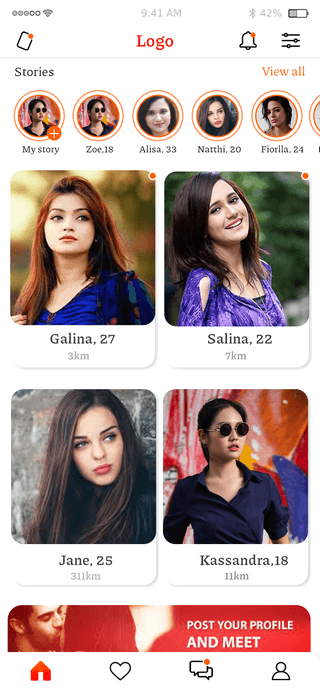 9:41 AM
42%
Logo
Stories
View all
My story
Zoe,18
Alisa, 33
Natthi, 20
Fiorlla, 24
Galina, 27
3km
Salina, 22
7km
Jane, 25
311km
Kassandra,18
11km
POST YOUR PROFILE
AND MEET